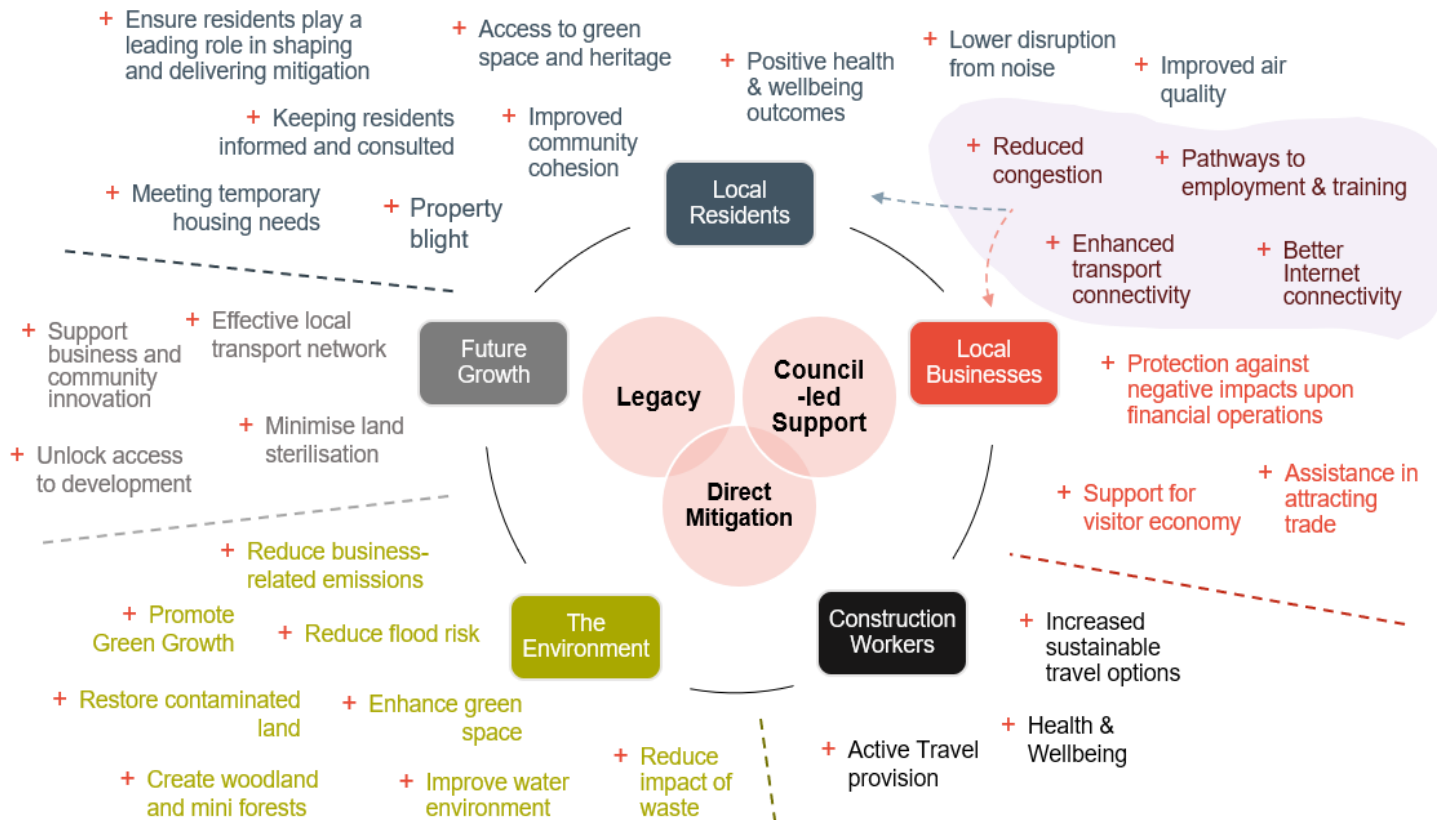 + Ensure residents play a
leading role in shaping
and delivering mitigation
+ Access to green
space and heritage
+ Positive health
& wellbeing
outcomes
+ Lower disruption
from noise
+ Improved air
quality
+ Keeping residents
informed and consulted
+ Improved
community
cohesion
+ Meeting temporary
housing needs
+ Property
blight
Local
Residents
+ Reduced
congestion
+ Pathways to
employment & training
+ Enhanced
transport
connectivity
+ Better
Internet
connectivity
+ Support
business and
community
innovation
+ Effective local
transport network
+ Minimise land
sterilisation
+ Unlock access
to development
Future
Growth
Legacy
Council
-led
Support
Direct
Mitigation
Local
Businesses
+ Protection against
negative impacts upon
financial operations
+ Support for
visitor economy
+ Assistance in
attracting
trade
+ Reduce business-
related emissions
+ Promote
Green Growth
+ Reduce flood risk
The
Environment
Construction
Workers
+ Increased
sustainable
travel options
+ Restore contaminated
land
+ Enhance green
space
+ Create woodland
and mini forests
+ Improve water
environment
+ Reduce
impact of
waste
+ Active Travel
provision
+ Health &
Wellbeing